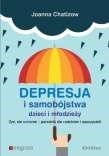 Joanna Chatizow
DEPRESJA
i samobójstwa
dzieci i młodzieży
Żyć, nie umierać – poradnik dla rodziców i nauczycieli